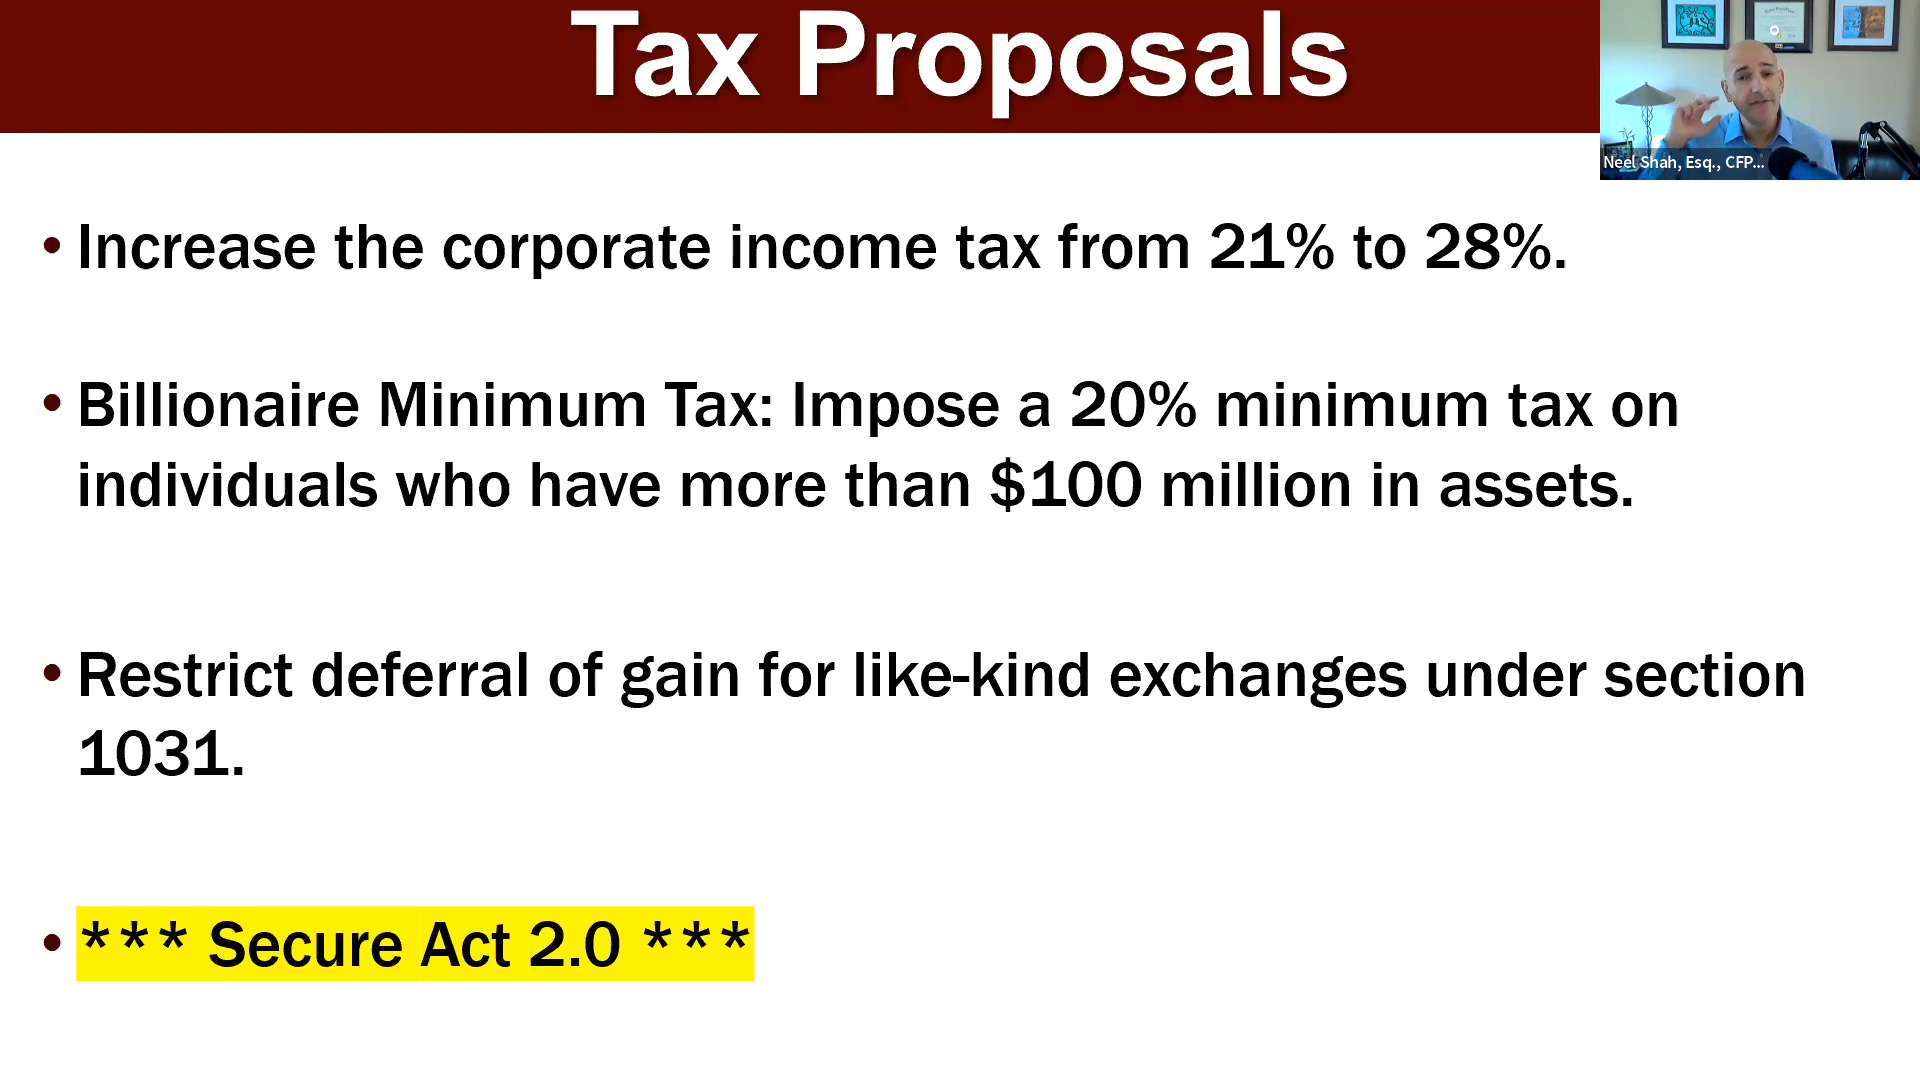 Tax Proposals
Neel Shah, Esq., CFP...
• Increase the corporate income tax from 21% to 28%.
• Billionaire Minimum Tax: Impose a 20% minimum tax on
individuals who have more than $100 million in assets.
• Restrict deferral of gain for like-kind exchanges under section
1031.
• *** Secure Act 2.0 ***